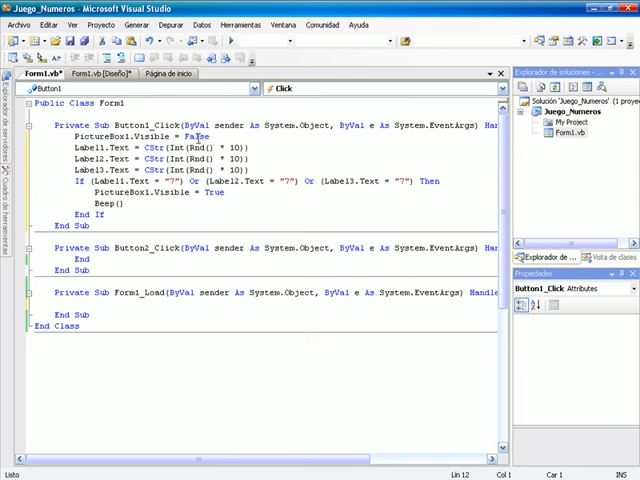 Juego_Numeros - Microsoft Visual Studio
Archivo Editar Ver Proyecto Generar Depurar Datos Herramientas Ventana Comunidad Ayuda
Form1.vb* Form1.vb [Diseño]* Página de inicio
Button1 Click
Public Class Form1
Private Sub Button1_Click(ByVal sender As System.Object, ByVal e As System.EventArgs) Han
PictureBox1.Visible = False
Label1.Text = CStr(Int(Rnd() * 10))
Label2.Text = CStr(Int(Rnd() * 10))
Label3.Text = CStr(Int(Rnd() * 10))
If (Label1.Text = "7") Or (Label2.Text = "7") Or (Label3.Text = "7") Then
PictureBox1.Visible = True
Beep()
End If
End Sub
Private Sub Button2_Click(ByVal sender As System.Object, ByVal e As System.EventArgs) Han
End
End Sub
Private Sub Form1_Load(ByVal sender As System.Object, ByVal e As System.EventArgs) Handle
End Sub
End Class
Explorador de servidores
Cuadro de herramientas
Explorador de soluciones -
Solución 'Juego_Numeros' (1 proye
Juego_Numeros
My Project
Form1.vb
Explorador de ... Vista de clases
Propiedades
Button1_Click Attributes
Listo Lín 12 Col 1 Car 1 INS